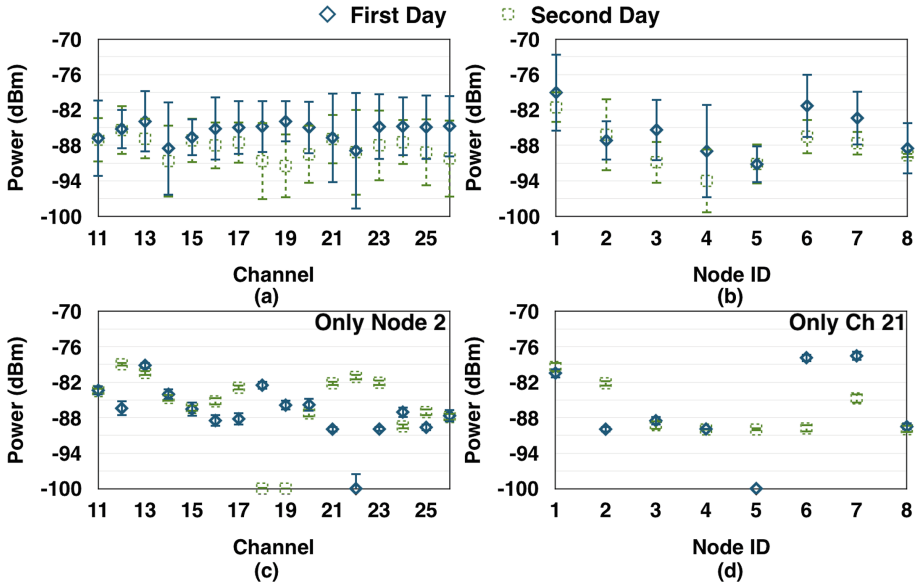 First Day Second Day
-70
-76
-82
-88
-94
-100
Power (dBm)
11 13 15 17 19 21 23 25
Channel
(a)
-70
-76
-82
-88
-94
-100
Power (dBm)
1 2 3 4 5 6 7 8
Node ID
(b)
Only Node 2
-70
-76
-82
-88
-94
-100
Power (dBm)
11 13 15 17 19 21 23 25
Channel
(c)
Only Ch 21
-70
-76
-82
-88
-94
-100
Power (dBm)
1 2 3 4 5 6 7 8
Node ID
(d)